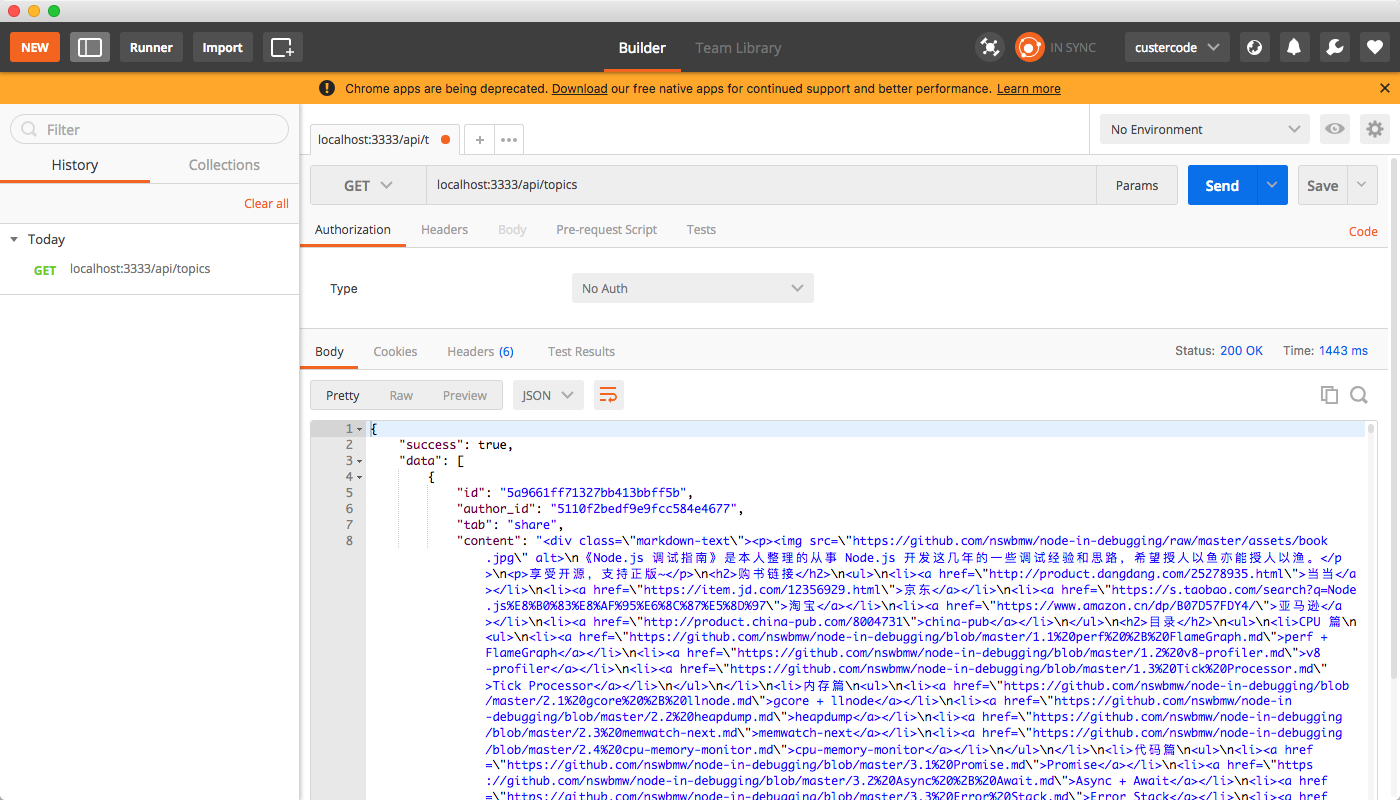 NEW
Runner
Import
Builder
Team Library
IN SYNC
custercode
Chrome apps are being deprecated. Download our free native apps for continued support and better performance. Learn more
Filter
History
Collections
Clear all
Today
GET localhost:3333/api/topics
localhost:3333/api/t
No Environment
GET
localhost:3333/api/topics
Params
Send
Save
Authorization
Headers
Body
Pre-request Script
Tests
Code
Type
No Auth
Body
Cookies
Headers (6)
Test Results
Status: 200 OK
Time: 1443 ms
Pretty
Raw
Preview
JSON
1 {
2 "success": true,
3 "data": [
4 {
5 "id": "5a9661ff71327bb413bbff5b",
6 "author_id": "5110f2bedf9e9fcc584e4677",
7 "tab": "share",
8 "content": "<div class=\"markdown-text\"><p><img src=\"https://github.com/nswbmw/node-in-debugging/raw/master/assets/book
.jpg\" alt>\n《Node.js 调试指南》是本人整理的从事 Node.js 开发这几年的一些调试经验和思路，希望授人以鱼亦能授人以渔。</p
>\n<p>享受开源，支持正版~</p>\n<h2>购书链接</h2>\n<ul>\n<li><a href=\"http://product.dangdang.com/25278935.html\">当当</a
></li>\n<li><a href=\"https://item.jd.com/12356929.html\">京东</a></li>\n<li><a href=\"https://s.taobao.com/search?q=Node
.js%E8%B0%83%E8%AF%95%E6%8C%87%E5%8D%97\">淘宝</a></li>\n<li><a href=\"https://www.amazon.cn/dp/B07D57FDY4/\">亚马逊</a
></li>\n<li><a href=\"http://product.china-pub.com/8004731\">china-pub</a></li>\n</ul>\n<h2>目录</h2>\n<ul>\n<li>CPU 篇\n
<ul>\n<li><a href=\"https://github.com/nswbmw/node-in-debugging/blob/master/1.1%20perf%20%2B%20FlameGraph.md\">perf +
FlameGraph</a></li>\n<li><a href=\"https://github.com/nswbmw/node-in-debugging/blob/master/1.2%20v8-profiler.md\">v8
-profiler</a></li>\n<li><a href=\"https://github.com/nswbmw/node-in-debugging/blob/master/1.3%20Tick%20Processor.md\"
>Tick Processor</a></li>\n</ul>\n</li>\n<li>内存篇\n<ul>\n<li><a href=\"https://github.com/nswbmw/node-in-debugging/blob
/master/2.1%20gcore%20%2B%20llnode.md\">gcore + llnode</a></li>\n<li><a href=\"https://github.com/nswbmw/node-in
-debugging/blob/master/2.2%20heapdump.md\">heapdump</a></li>\n<li><a href=\"https://github.com/nswbmw/node-in-debugging
/blob/master/2.3%20memwatch-next.md\">memwatch-next</a></li>\n<li><a href=\"https://github.com/nswbmw/node-in-debugging
/blob/master/2.4%20cpu-memory-monitor.md\">cpu-memory-monitor</a></li>\n</ul>\n</li>\n<li>代码篇\n<ul>\n<li><a href
=\"https://github.com/nswbmw/node-in-debugging/blob/master/3.1%20Promise.md\">Promise</a></li>\n<li><a href=\"https
://github.com/nswbmw/node-in-debugging/blob/master/3.2%20Async%20%2B%20Await.md\">Async + Await</a></li>\n<li><a href
=\"https://github.com/nswbmw/node-in-debugging/blob/master/3.3%20Error%20Stack.md\">Error Stack</a></li>\n<li><a href